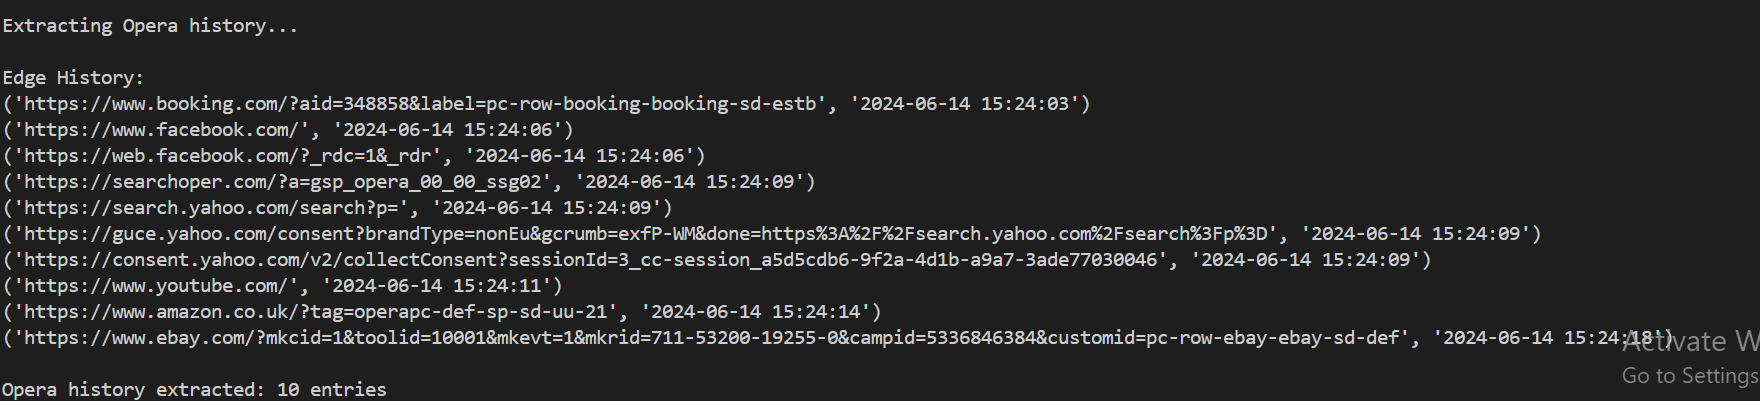 Extracting Opera history...
Edge History:
('https://www.booking.com/?aid=348858&label=pc-row-booking-booking-sd-estb', '2024-06-14 15:24:03')
('https://www.facebook.com/', '2024-06-14 15:24:06')
('https://web.facebook.com/?_rdc=1&_rdr', '2024-06-14 15:24:06')
('https://searchoper.com/?a=gsp_opera_00_00_ssg02', '2024-06-14 15:24:09')
('https://search.yahoo.com/search?p=', '2024-06-14 15:24:09')
('https://guce.yahoo.com/consent?brandType=nonEu&gcrumb=exfP-WM&done=https%3A%2F%2Fsearch.yahoo.com%2Fsearch%3Fp%3D', '2024-06-14 15:24:09')
('https://consent.yahoo.com/v2/collectConsent?sessionId=3_cc-session_a5d5cdb6-9f2a-4d1b-a9a7-3ade77030046', '2024-06-14 15:24:09')
('https://www.youtube.com/', '2024-06-14 15:24:11')
('https://www.amazon.co.uk/?tag=operapc-def-sp-sd-uu-21', '2024-06-14 15:24:14')
('https://www.ebay.com/?mkcid=1&toolid=10001&mkevt=1&mkrid=711-53200-19255-0&campid=5336846384&customid=pc-row-ebay-ebay-sd-def', '2024-06-14 15:24:18')
Activate W
Go to Settings
Opera history extracted: 10 entries